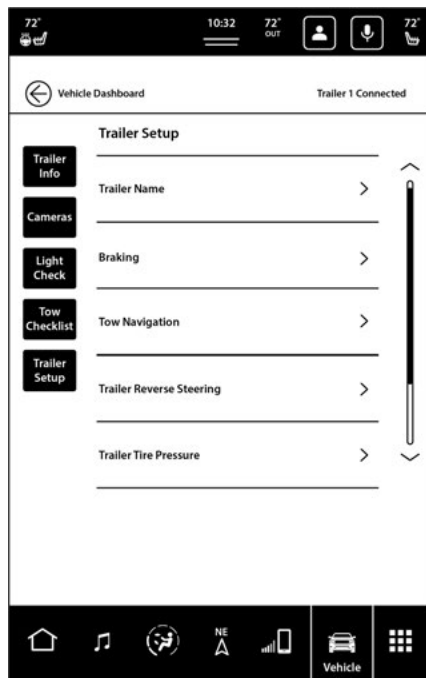 72°
10:32
72°
OUT
72°
Vehicle Dashboard
Trailer 1 Connected
Trailer Setup
Trailer
Info
Cameras
Light
Check
Tow
Checklist
Trailer
Setup
Trailer Name
Braking
Tow Navigation
Trailer Reverse Steering
Trailer Tire Pressure
NE
Vehicle